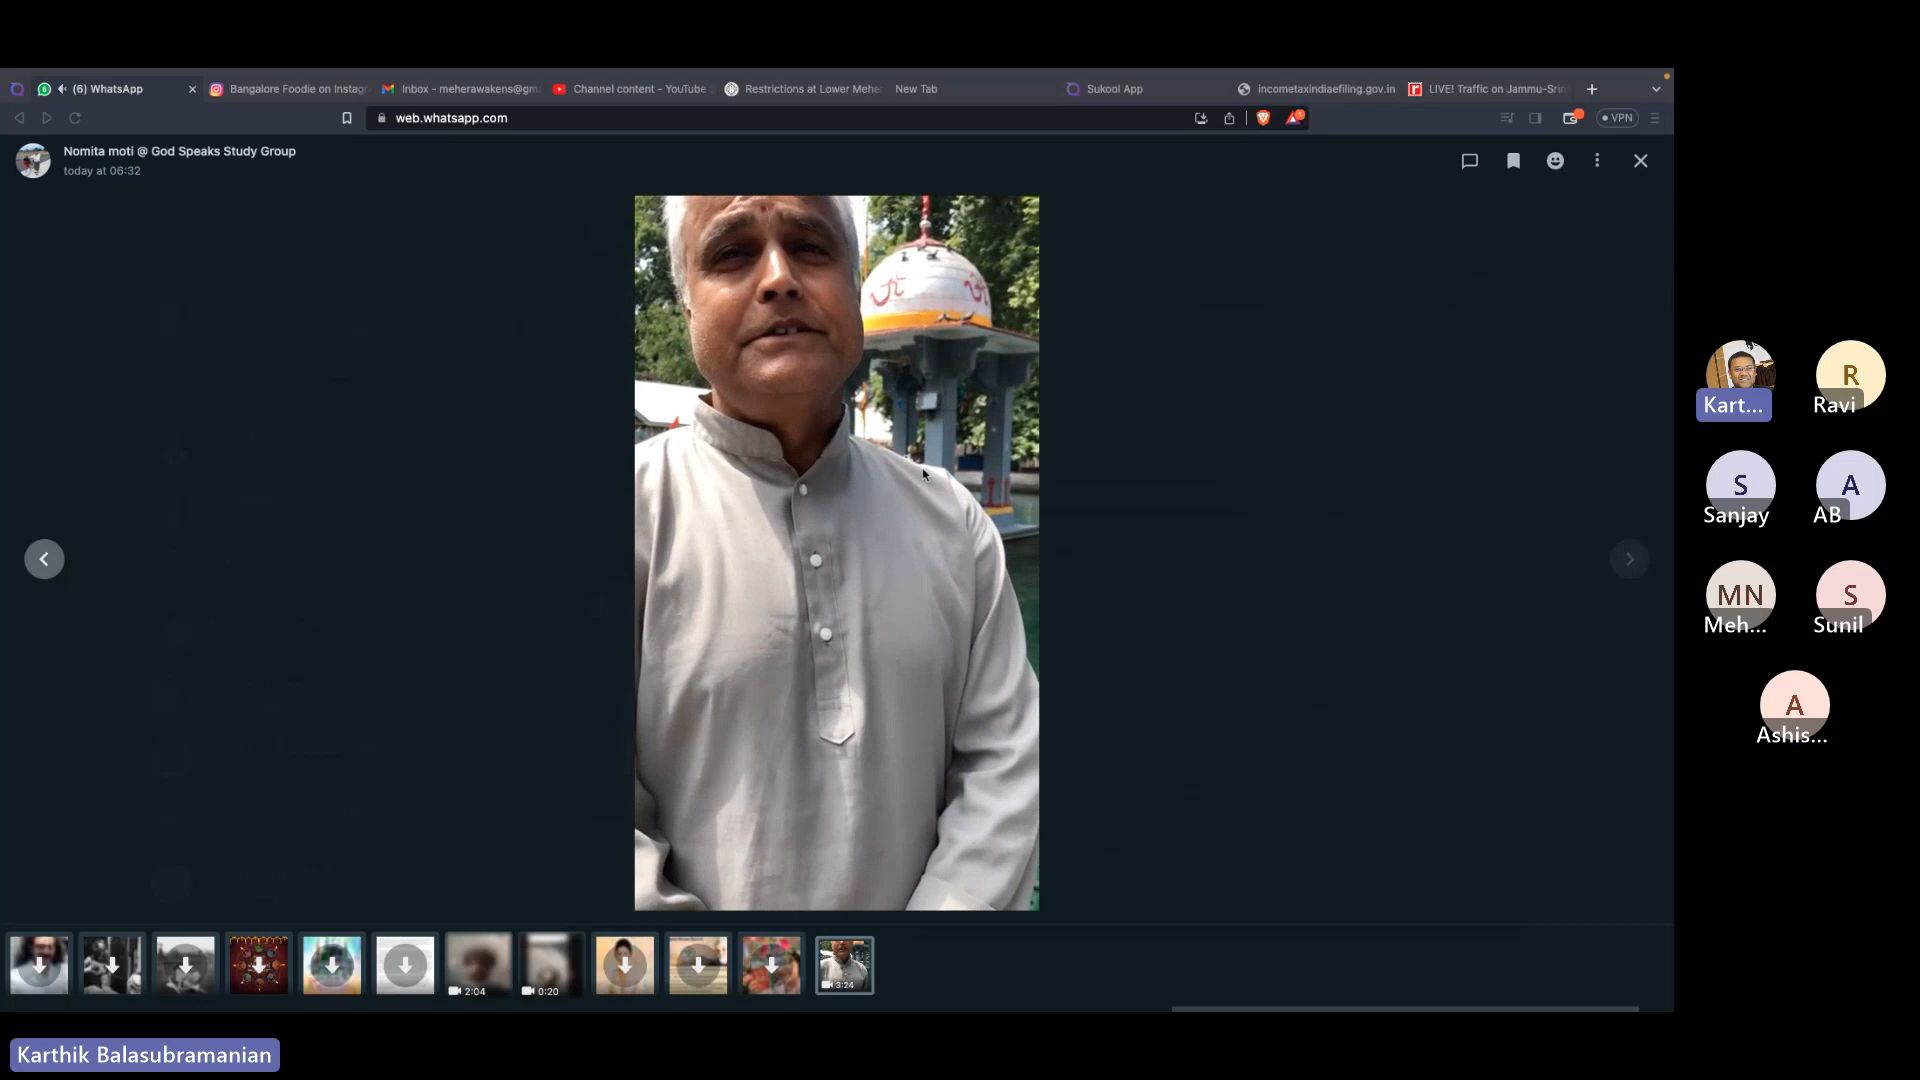 (6) WhatsApp
Bangalore Foodie on Instagr
Inbox - meherawakens@gm
Channel content - YouTube S
Restrictions at Lower Mehe
New Tab
Sukool App
incometaxindiaefiling.gov.in
LIVE! Traffic on Jammu-Srin
web.whatsapp.com
1
VPN
Nomita moti @ God Speaks Study Group
today at 06:32
Kart...
R
Ravi
S
Sanjay
A
AB
MN
Meh...
S
Sunil
A
Ashis...
2:04
0:20
3:24
Karthik Balasubramanian